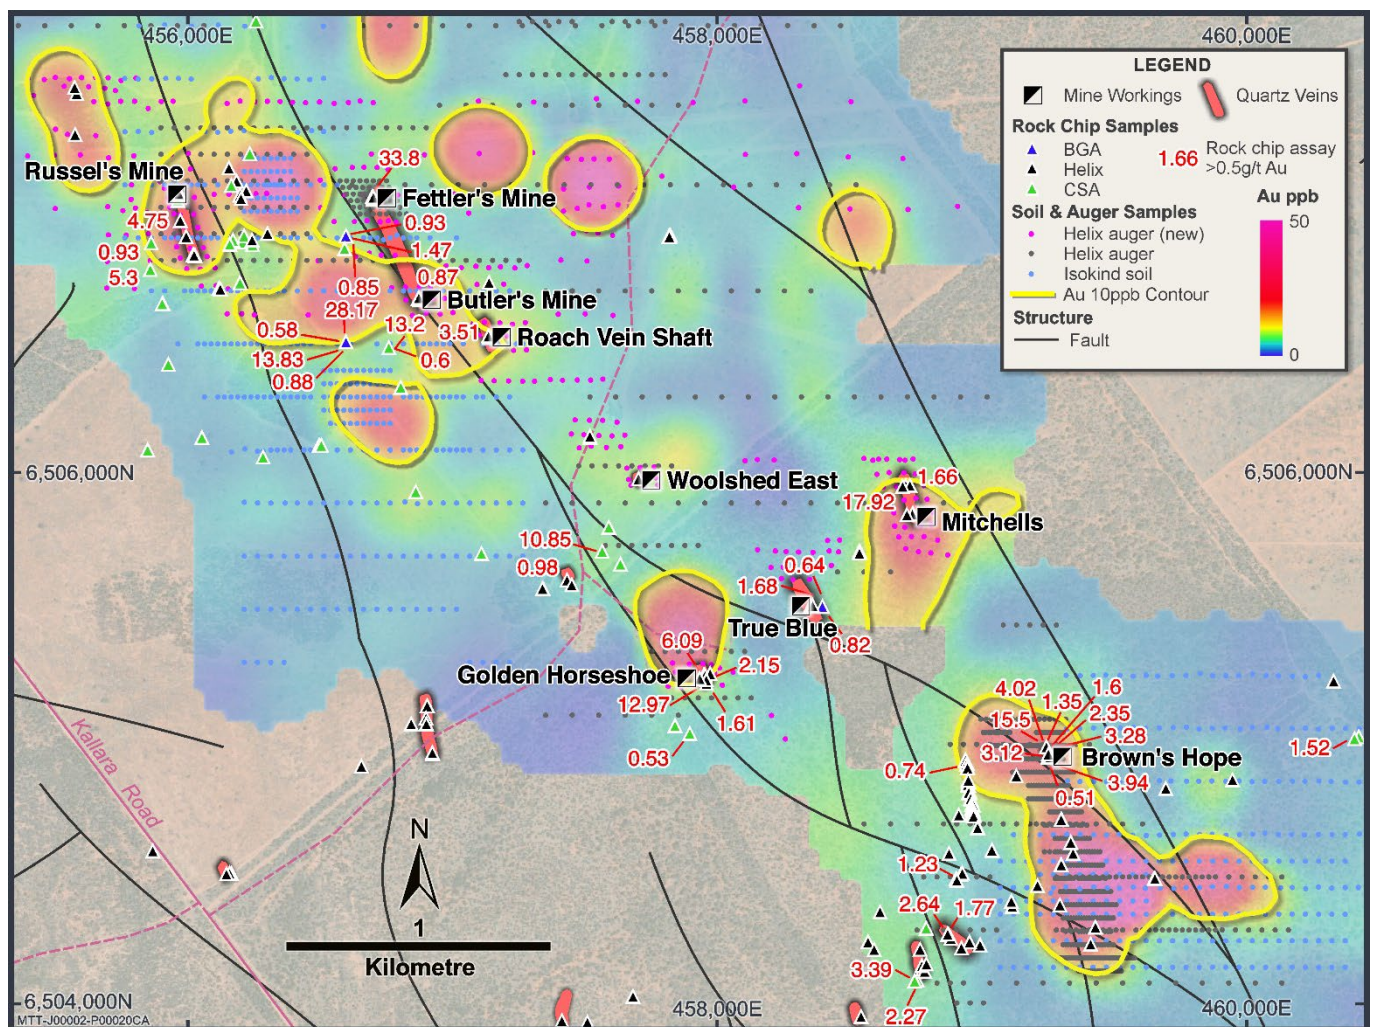 456,000E
458,000E
460,000E
LEGEND
Mine Workings
Quartz Veins
Rock Chip Samples
BGA
Helix
CSA
1.66
Rock chip assay
>0.5g/t Au
Soil & Auger Samples
Helix auger (new)
Helix auger
Isokind soil
Au 10ppb Contour
Structure
Fault
Au ppb
50
0
33.8
Russel's Mine
Fettler's Mine
4.75
0.93
0.93
1.47
5.3
0.87
0.85
Butler's Mine
28.17
0.58
13.2
3.51
Roach Vein Shaft
13.83
0.6
0.88
6,506,000N
6,506,000N
Woolshed East
1.66
17.92
Mitchells
10.85
0.98
0.64
1.68
True Blue
0.82
6.09
2.15
Golden Horseshoe
12.97
1.61
0.53
Kallara Road
4.02
1.35
1.6
15.5
2.35
3.28
3.12
Brown's Hope
1.52
0.74
3.94
0.51
1.23
2.64
1.77
3.39
2.27
N
1
Kilometre
6,504,000N
6,504,000N
458,000E
460,000E
MTT-J00002-P00020CA